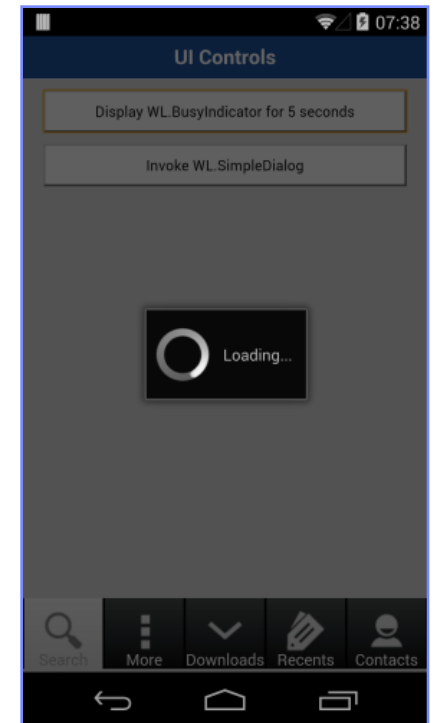 07:38
UI Controls
Display WL.BusyIndicator for 5 seconds
Invoke WL.SimpleDialog
Loading...
Search More Downloads Recents Contacts